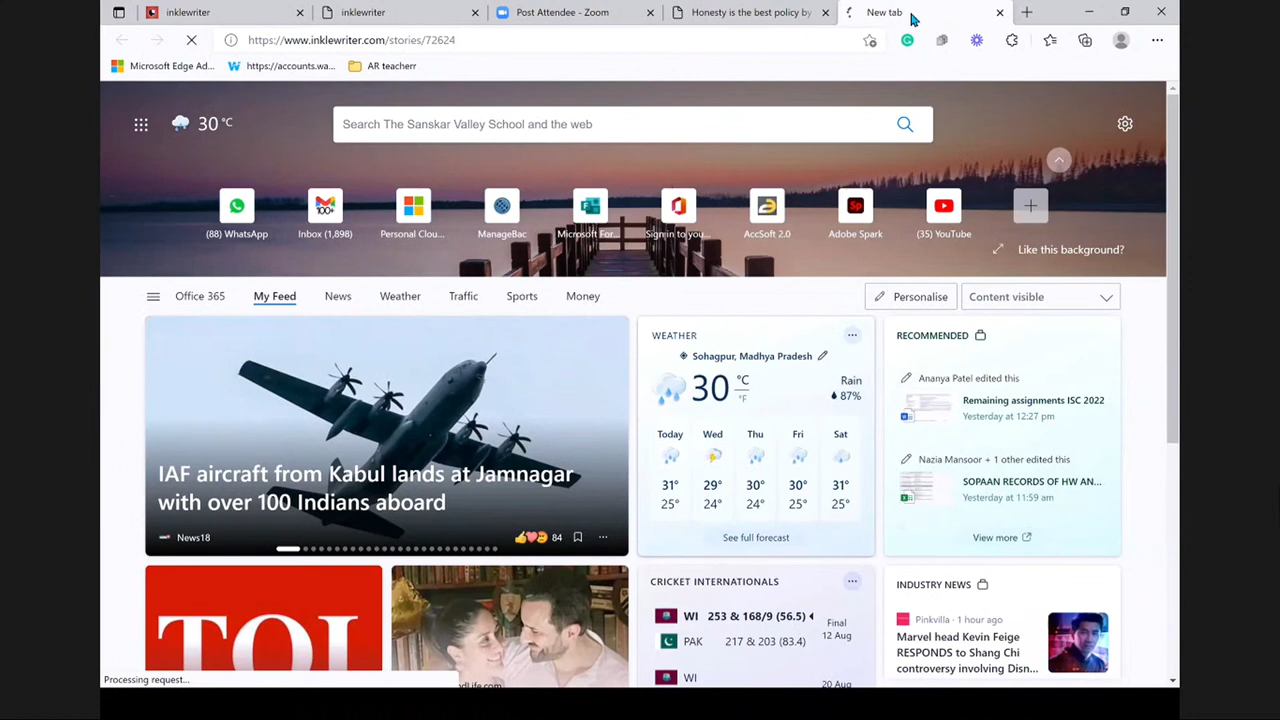 inklewriter
inklewriter
Post Attendee - Zoom
Honesty is the best policy by
New tab
https://www.inklewriter.com/stories/72624
Microsoft Edge Ad...
https://accounts.wa...
AR teacherr
30 °C
Search The Sanskar Valley School and the web
100+
Sp
(88) WhatsApp
Inbox (1,898)
Personal Clou...
ManageBac
Microsoft For...
Sign in to you...
AccSoft 2.0
Adobe Spark
(35) YouTube
Like this background?
Office 365
My Feed
News
Weather
Traffic
Sports
Money
Personalise
Content visible
IAF aircraft from Kabul lands at Jamnagar
with over 100 Indians aboard
News18
84
WEATHER
Sohagpur, Madhya Pradesh
30 °C
°F
Rain
87%
Today Wed Thu Fri Sat
31° 29° 30° 30° 31°
25° 24° 24° 25° 25°
See full forecast
RECOMMENDED
Ananya Patel edited this
Remaining assignments ISC 2022
Yesterday at 12:27 pm
Nazia Mansoor + 1 other edited this
SOPAAN RECORDS OF HW AN...
Yesterday at 11:59 am
View more
TOI
CRICKET INTERNATIONALS
WI 253 & 168/9 (56.5)
PAK 217 & 203 (83.4)
Final
12 Aug
WI
20 Aug
INDUSTRY NEWS
Pinkvilla · 1 hour ago
Marvel head Kevin Feige
RESPONDS to Shang Chi
controversy involving Disn...
Processing request...